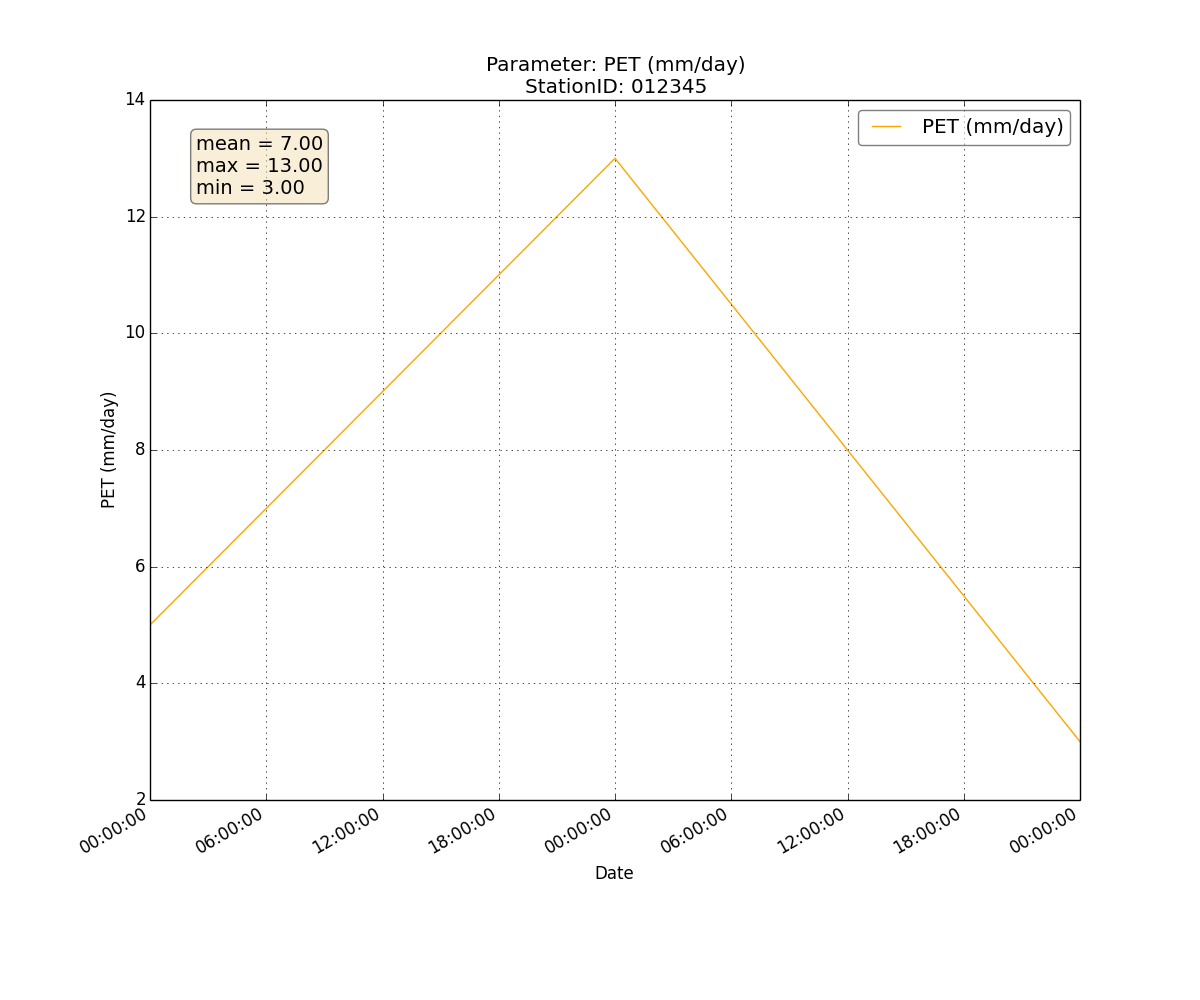 Parameter: PET (mm/day)
StationID: 012345
14
12
10
8
6
4
2
PET (mm/day)
mean = 7.00
max = 13.00
min = 3.00
PET (mm/day)
00:00:00
06:00:00
12:00:00
18:00:00
00:00:00
06:00:00
12:00:00
18:00:00
00:00:00
Date